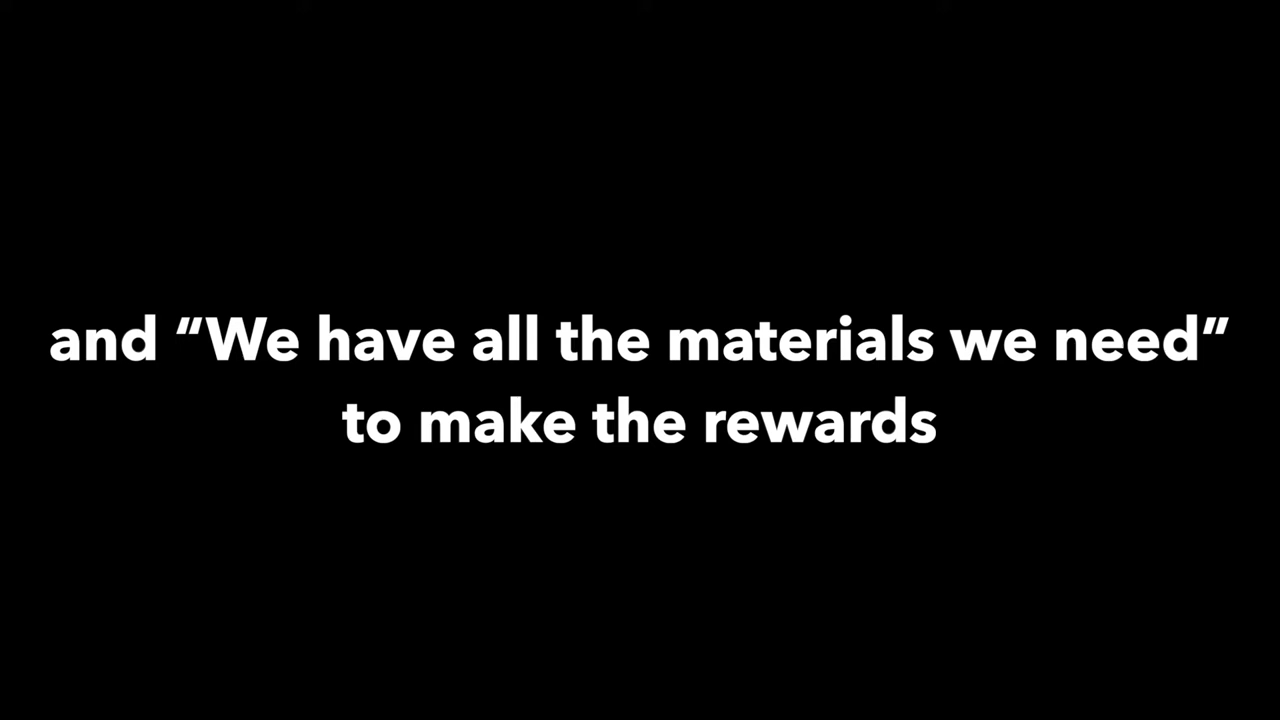 and “We have all the materials we need”
to make the rewards